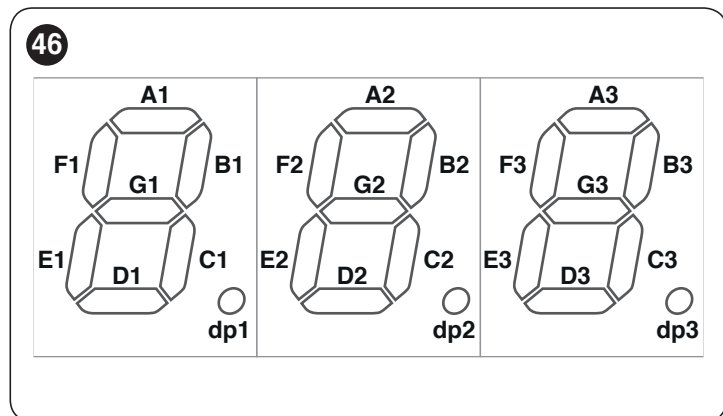 46
A1 A2 A3
F1 B1 F2 B2 F3 B3
G1 G2 G3
E1 C1 E2 C2 E3 C3
D1 D2 D3
dp1 dp2 dp3